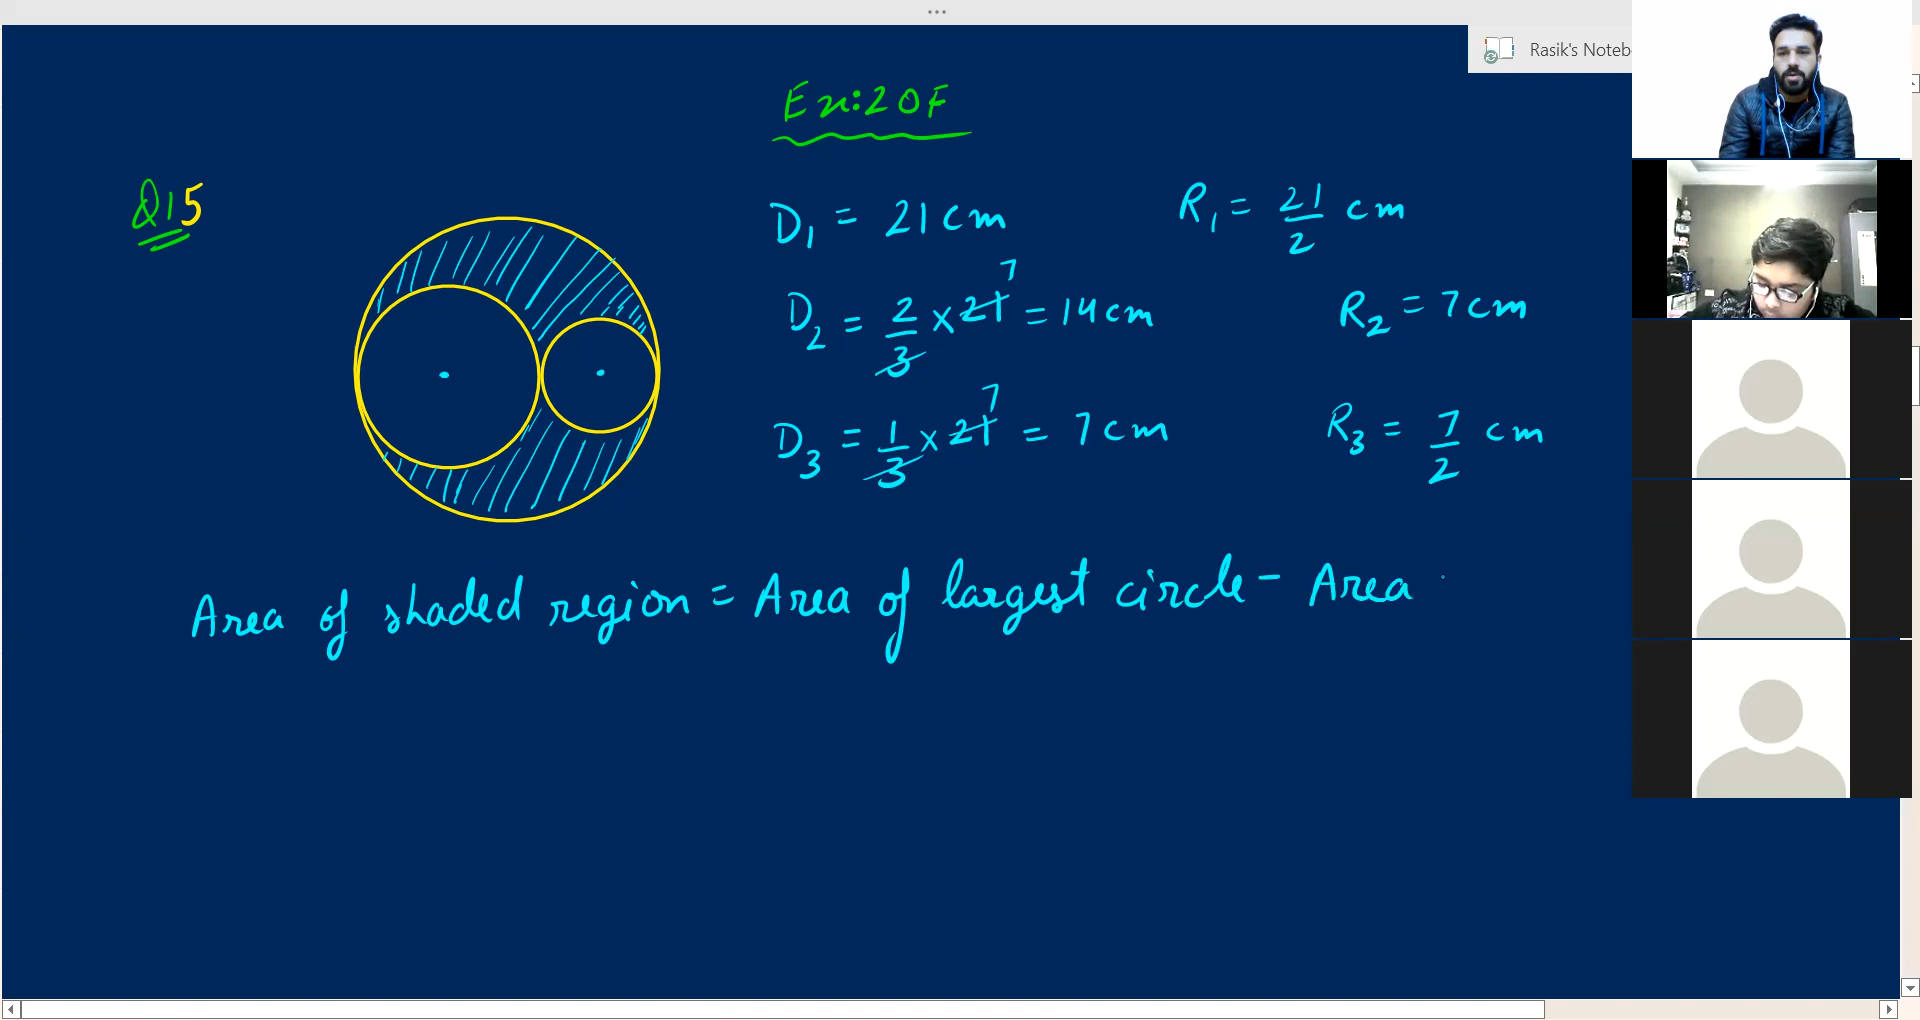 Rasik's Noteb
Ex:20F
Q15
D₁ = 21 cm
R₁ = 21/2 cm
D₂ = 2/3 × 21 7 = 14 cm
R₂ = 7 cm
D₃ = 1/3 × 21 7 = 7 cm
R₃ = 7/2 cm
Area of shaded region = Area of largest circle - Area